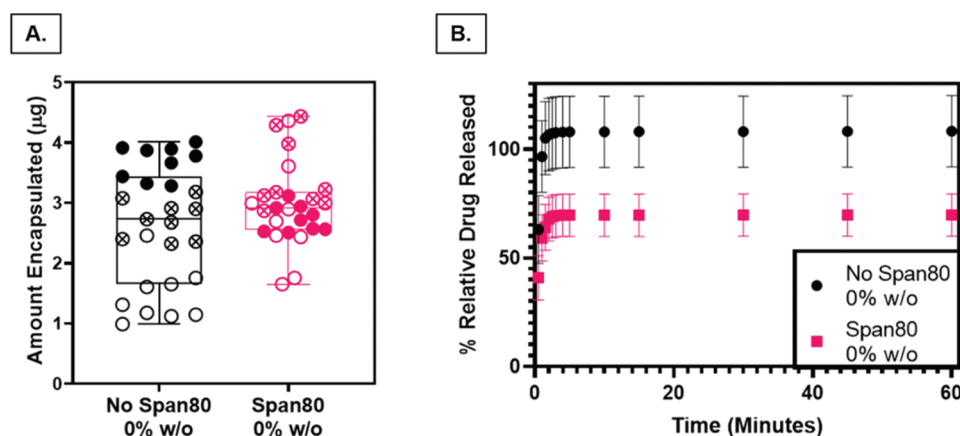 A.
Amount Encapsulated (µg)
5
4
3
2
1
0
No Span80
0% w/o
Span80
0% w/o
B.
% Relative Drug Released
100
50
0
0
20
40
60
Time (Minutes)
No Span80
0% w/o
Span80
0% w/o